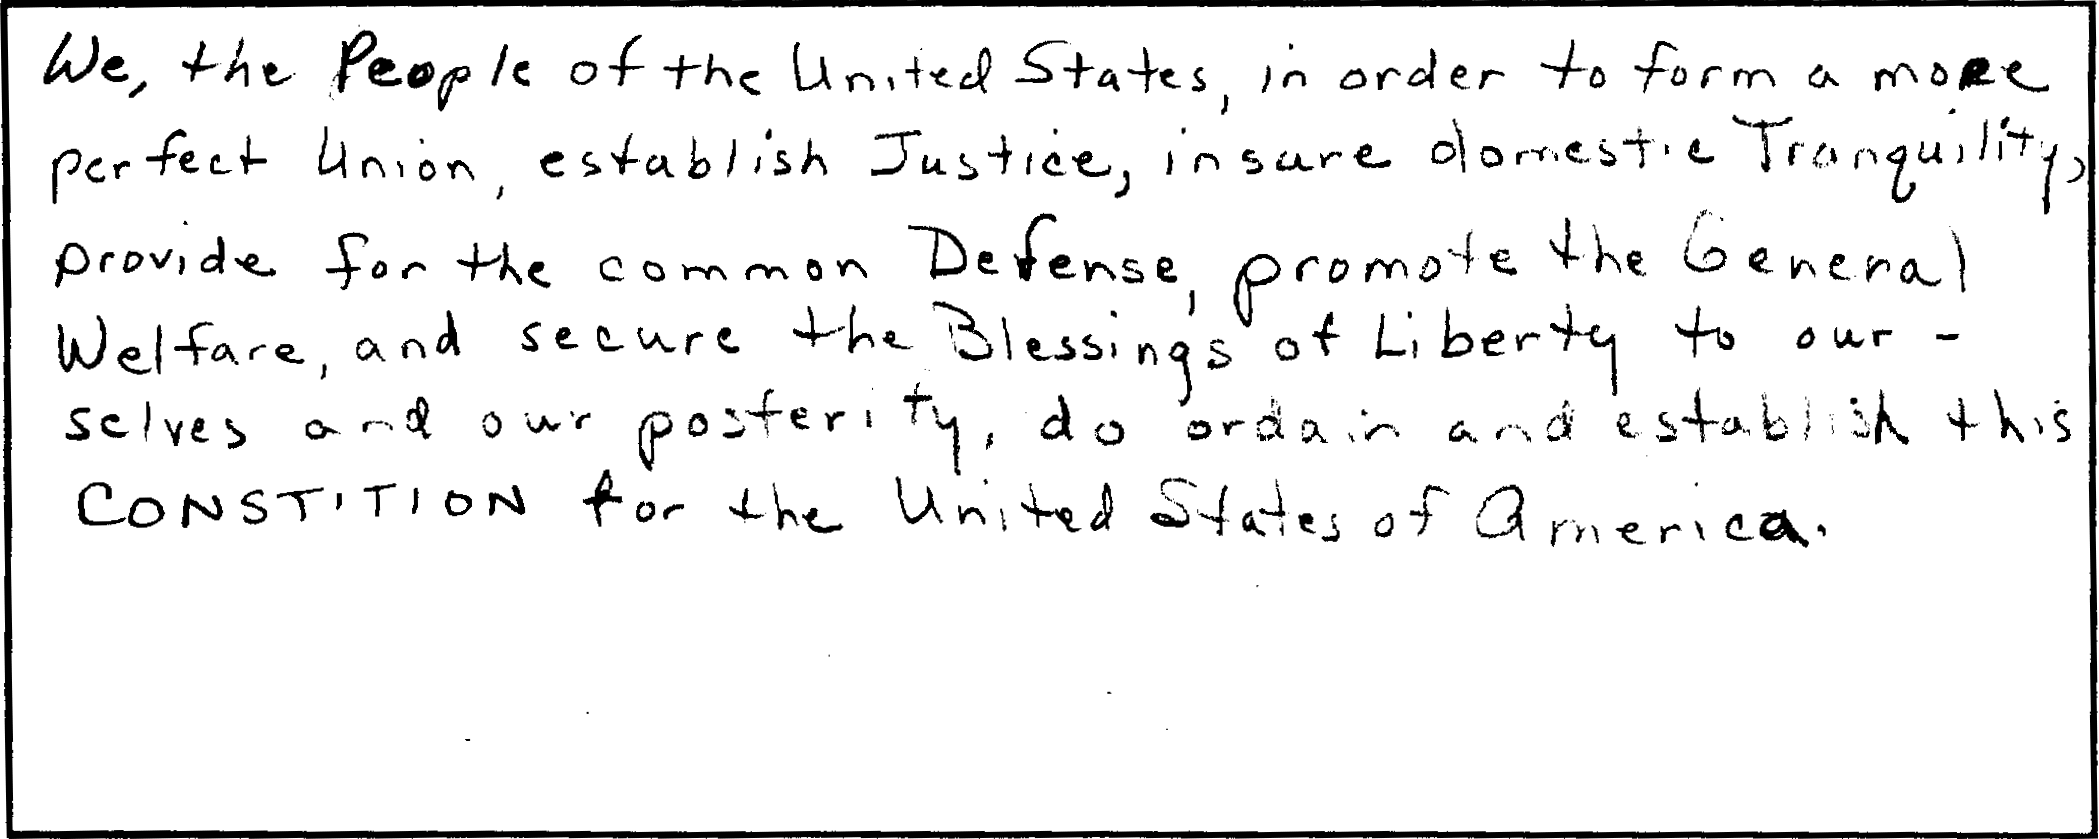 We, the People of the United States, in order to form a more
perfect Union, establish Justice, insure domestic Tranquility,
provide for the common Defense, promote the General
Welfare, and secure the Blessings of Liberty to our-
selves and our posterity, do ordain and establish this
CONSTITION for the United States of America.